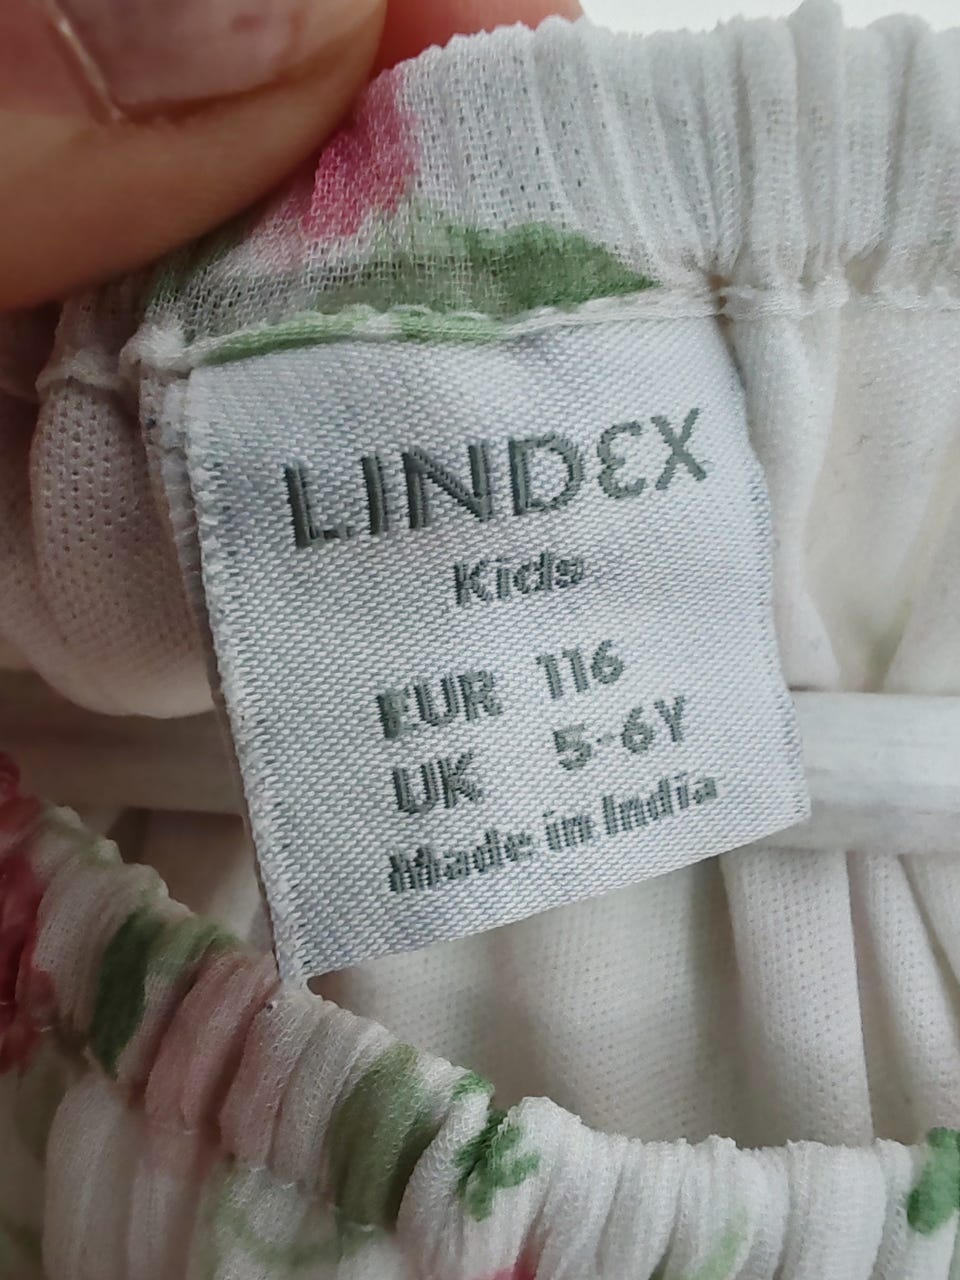 LINDEX
Kids
EUR 116
UK 5-6Y
Made in India